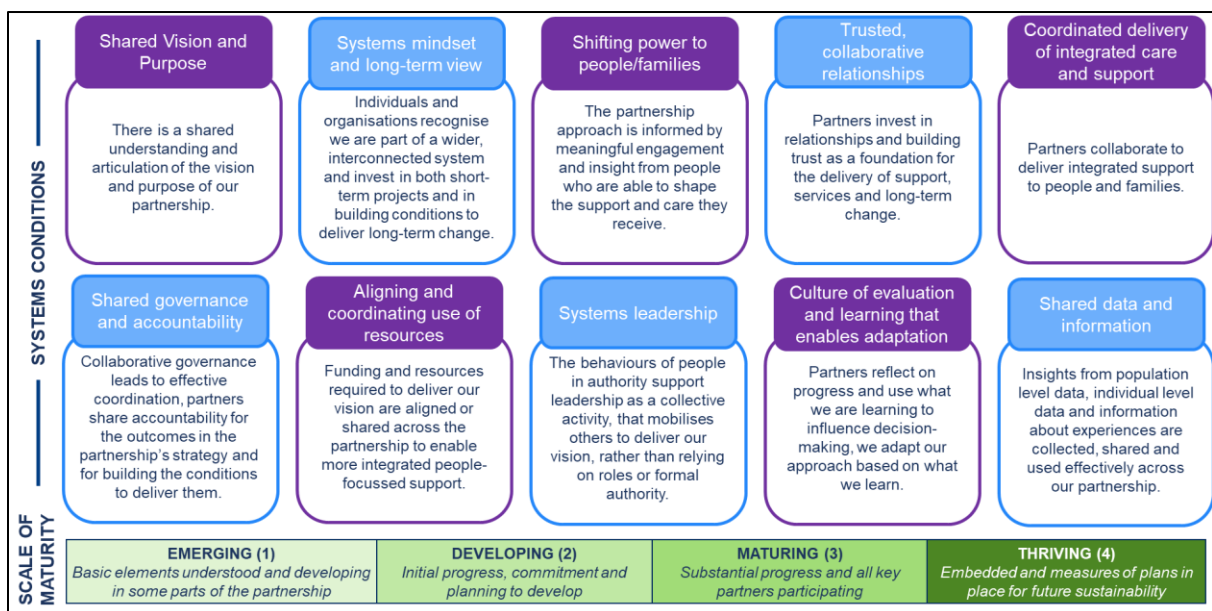 SYSTEMS CONDITIONS
Shared Vision and
Purpose
There is a shared
understanding and
articulation of the vision
and purpose of our
partnership.
Systems mindset
and long-term view
Individuals and
organisations recognise
we are part of a wider,
interconnected system
and invest in both short-
term projects and in
building conditions to
deliver long-term change.
Shifting power to
people/families
The partnership
approach is informed by
meaningful engagement
and insight from people
who are able to shape
the support and care they
receive.
Trusted,
collaborative
relationships
Partners invest in
relationships and building
trust as a foundation for
the delivery of support,
services and long-term
change.
Coordinated delivery
of integrated care
and support
Partners collaborate to
deliver integrated support
to people and families.
Shared governance
and accountability
Collaborative governance
leads to effective
coordination, partners
share accountability for
the outcomes in the
partnership's strategy and
for building the conditions
to deliver them.
Aligning and
coordinating use of
resources
Funding and resources
required to deliver our
vision are aligned or
shared across the
partnership to enable
more integrated people-
focussed support.
Systems leadership
The behaviours of people
in authority support
leadership as a collective
activity, that mobilises
others to deliver our
vision, rather than relying
on roles or formal
authority.
Culture of evaluation
and learning that
enables adaptation
Partners reflect on
progress and use what
we are learning to
influence decision-
making, we adapt our
approach based on what
we learn.
Shared data and
information
Insights from population
level data, individual level
data and information
about experiences are
collected, shared and
used effectively across
our partnership.
SCALE OF
MATURITY
EMERGING (1)
Basic elements understood and developing
in some parts of the partnership
DEVELOPING (2)
Initial progress, commitment and
planning to develop
MATURING (3)
Substantial progress and all key
partners participating
THRIVING (4)
Embedded and measures of plans in
place for future sustainability